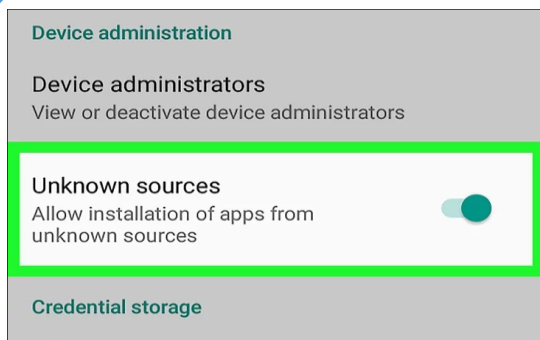 Device administration
Device administrators
View or deactivate device administrators
Unknown sources
Allow installation of apps from
unknown sources
Credential storage